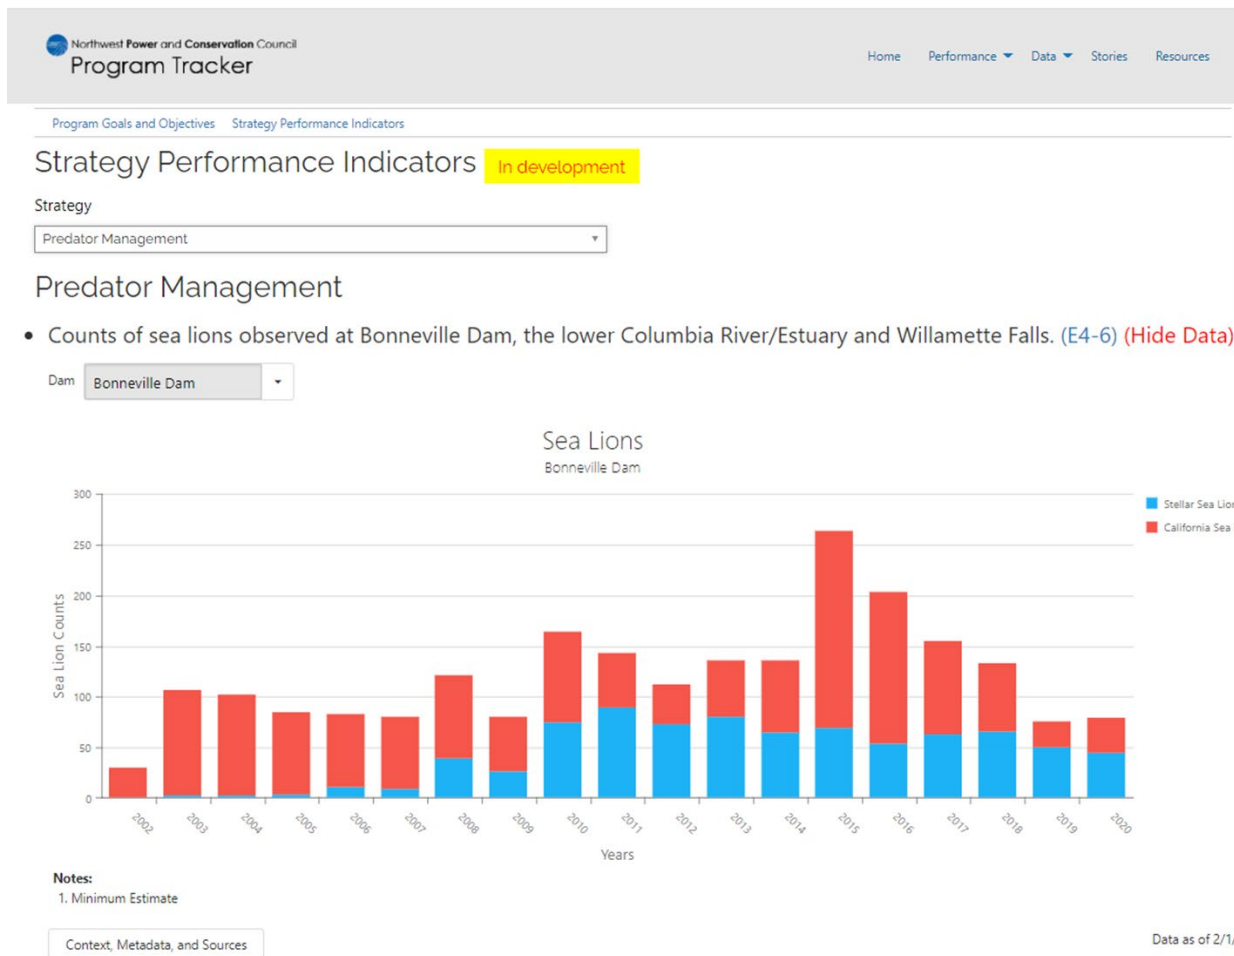 Northwest Power and Conservation Council
Program Tracker
Home Performance Data Stories Resources
Program Goals and Objectives Strategy Performance Indicators
Strategy Performance Indicators In development
Strategy
Predator Management
Predator Management
• Counts of sea lions observed at Bonneville Dam, the lower Columbia River/Estuary and Willamette Falls. (E4-6) (Hide Data)
Dam Bonneville Dam
Sea Lions
Bonneville Dam
300
250
200
150
100
50
0
Sea Lion Counts
Stellar Sea Lion
California Sea
2002 2003 2004 2005 2006 2007 2008 2009 2010 2011 2012 2013 2014 2015 2016 2017 2018 2019 2020
Years
Notes:
1. Minimum Estimate
Context, Metadata, and Sources
Data as of 2/1/